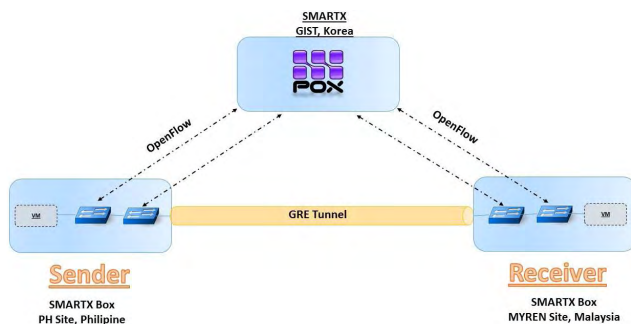 SMARTX
GIST, Korea
POX
OpenFlow
OpenFlow
VM
GRE Tunnel
VM
Sender
Receiver
SMARTX Box
PH Site, Philipine
SMARTX Box
MYREN Site, Malaysia